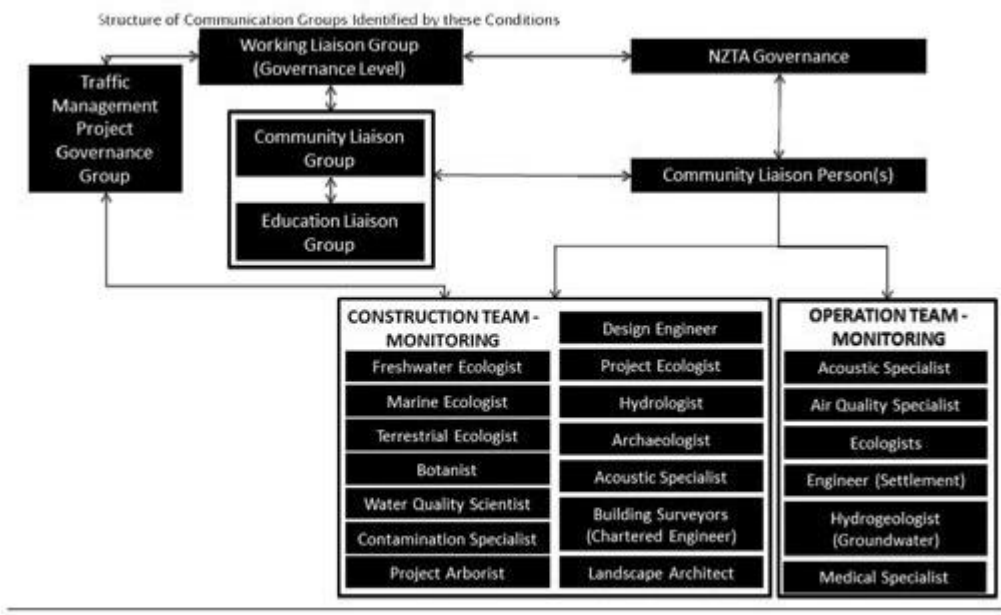 Structure of Communication Groups Identified by these Conditions
Working Liaison Group
(Governance Level)
NZTA Governance
Traffic
Management
Project
Governance
Group
Community Liaison
Group
Community Liaison Person(s)
Education Liaison
Group
CONSTRUCTION TEAM -
MONITORING
Freshwater Ecologist
Marine Ecologist
Terrestrial Ecologist
Botanist
Water Quality Scientist
Contamination Specialist
Project Arborist
Design Engineer
Project Ecologist
Hydrologist
Archaeologist
Acoustic Specialist
Building Surveyors
(Chartered Engineer)
Landscape Architect
OPERATION TEAM -
MONITORING
Acoustic Specialist
Air Quality Specialist
Ecologists
Engineer (Settlement)
Hydrogeologist
(Groundwater)
Medical Specialist